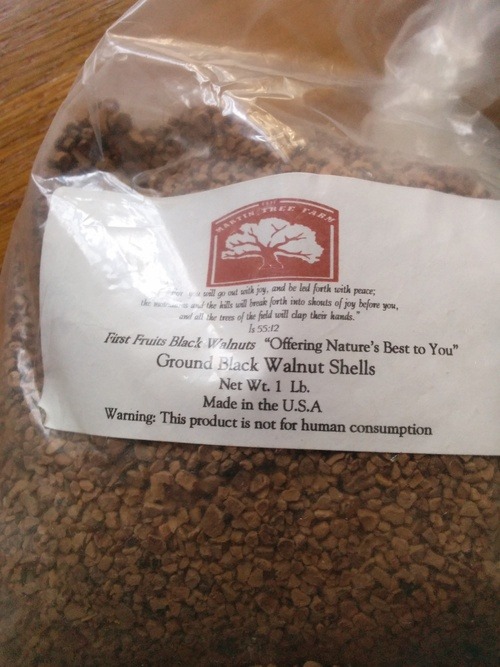 MARTIN TREE FARM
will go out with joy, and be led forth with peace;
the and the hills will break forth into shouts of joy before you,
and all the trees of the field will clap their hands."
Is 55:12
First Fruits Black Walnuts "Offering Nature's Best to You"
Ground Black Walnut Shells
Net Wt. 1 Lb.
Made in the U.S.A
Warning: This product is not for human consumption